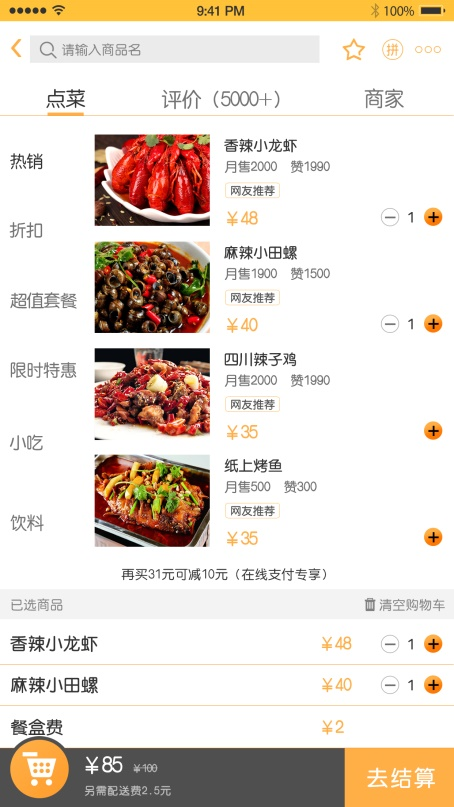 9:41 PM
100%
请输入商品名
拼
点菜 评价（5000+） 商家
热销
折扣
超值套餐
限时特惠
小吃
饮料
香辣小龙虾
月售2000 赞1990
网友推荐
￥48
1
麻辣小田螺
月售1900 赞1500
网友推荐
￥40
1
四川辣子鸡
月售2000 赞1990
网友推荐
￥35
纸上烤鱼
月售500 赞300
网友推荐
￥35
再买31元可减10元（在线支付专享）
已选商品 清空购物车
香辣小龙虾 ￥48 1
麻辣小田螺 ￥40 1
餐盒费 ￥2
￥85 ￥100
另需配送费2.5元
去结算